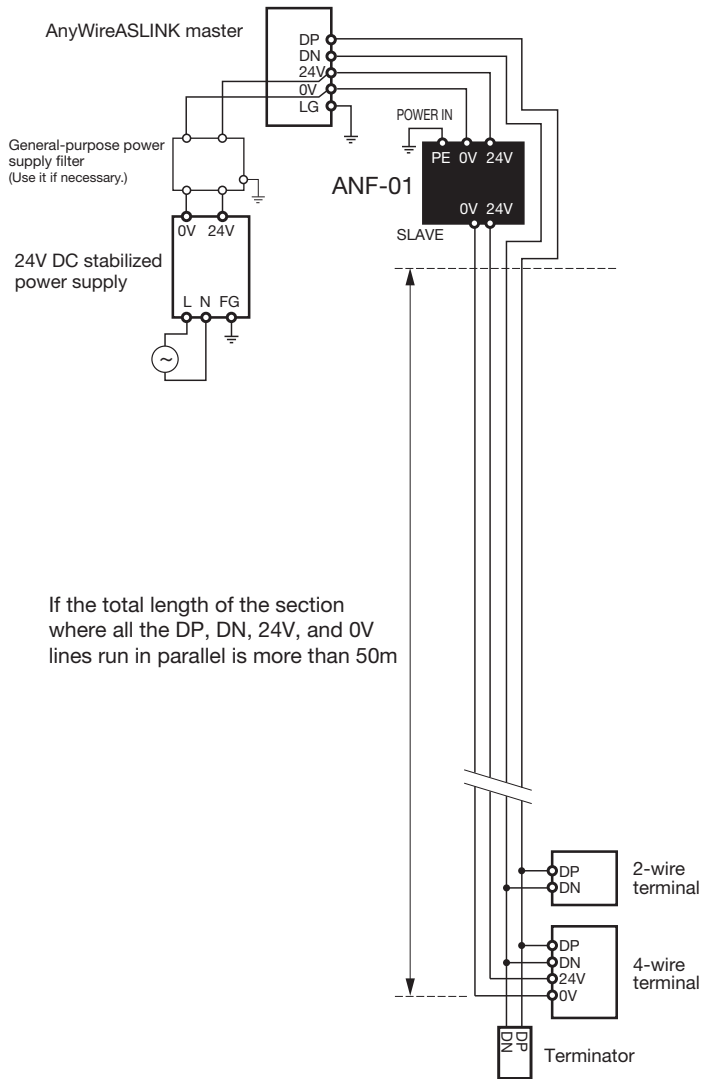 AnyWireASLINK master
DP
DN
24V
0V
LG
General-purpose power
supply filter
(Use it if necessary.)
POWER IN
PE 0V 24V
ANF-01
0V 24V
SLAVE
0V 24V
24V DC stabilized
power supply
L N FG
~
If the total length of the section
where all the DP, DN, 24V, and 0V
lines run in parallel is more than 50m
DP
DN
2-wire
terminal
DP
DN
24V
0V
4-wire
terminal
DN
DP
Terminator